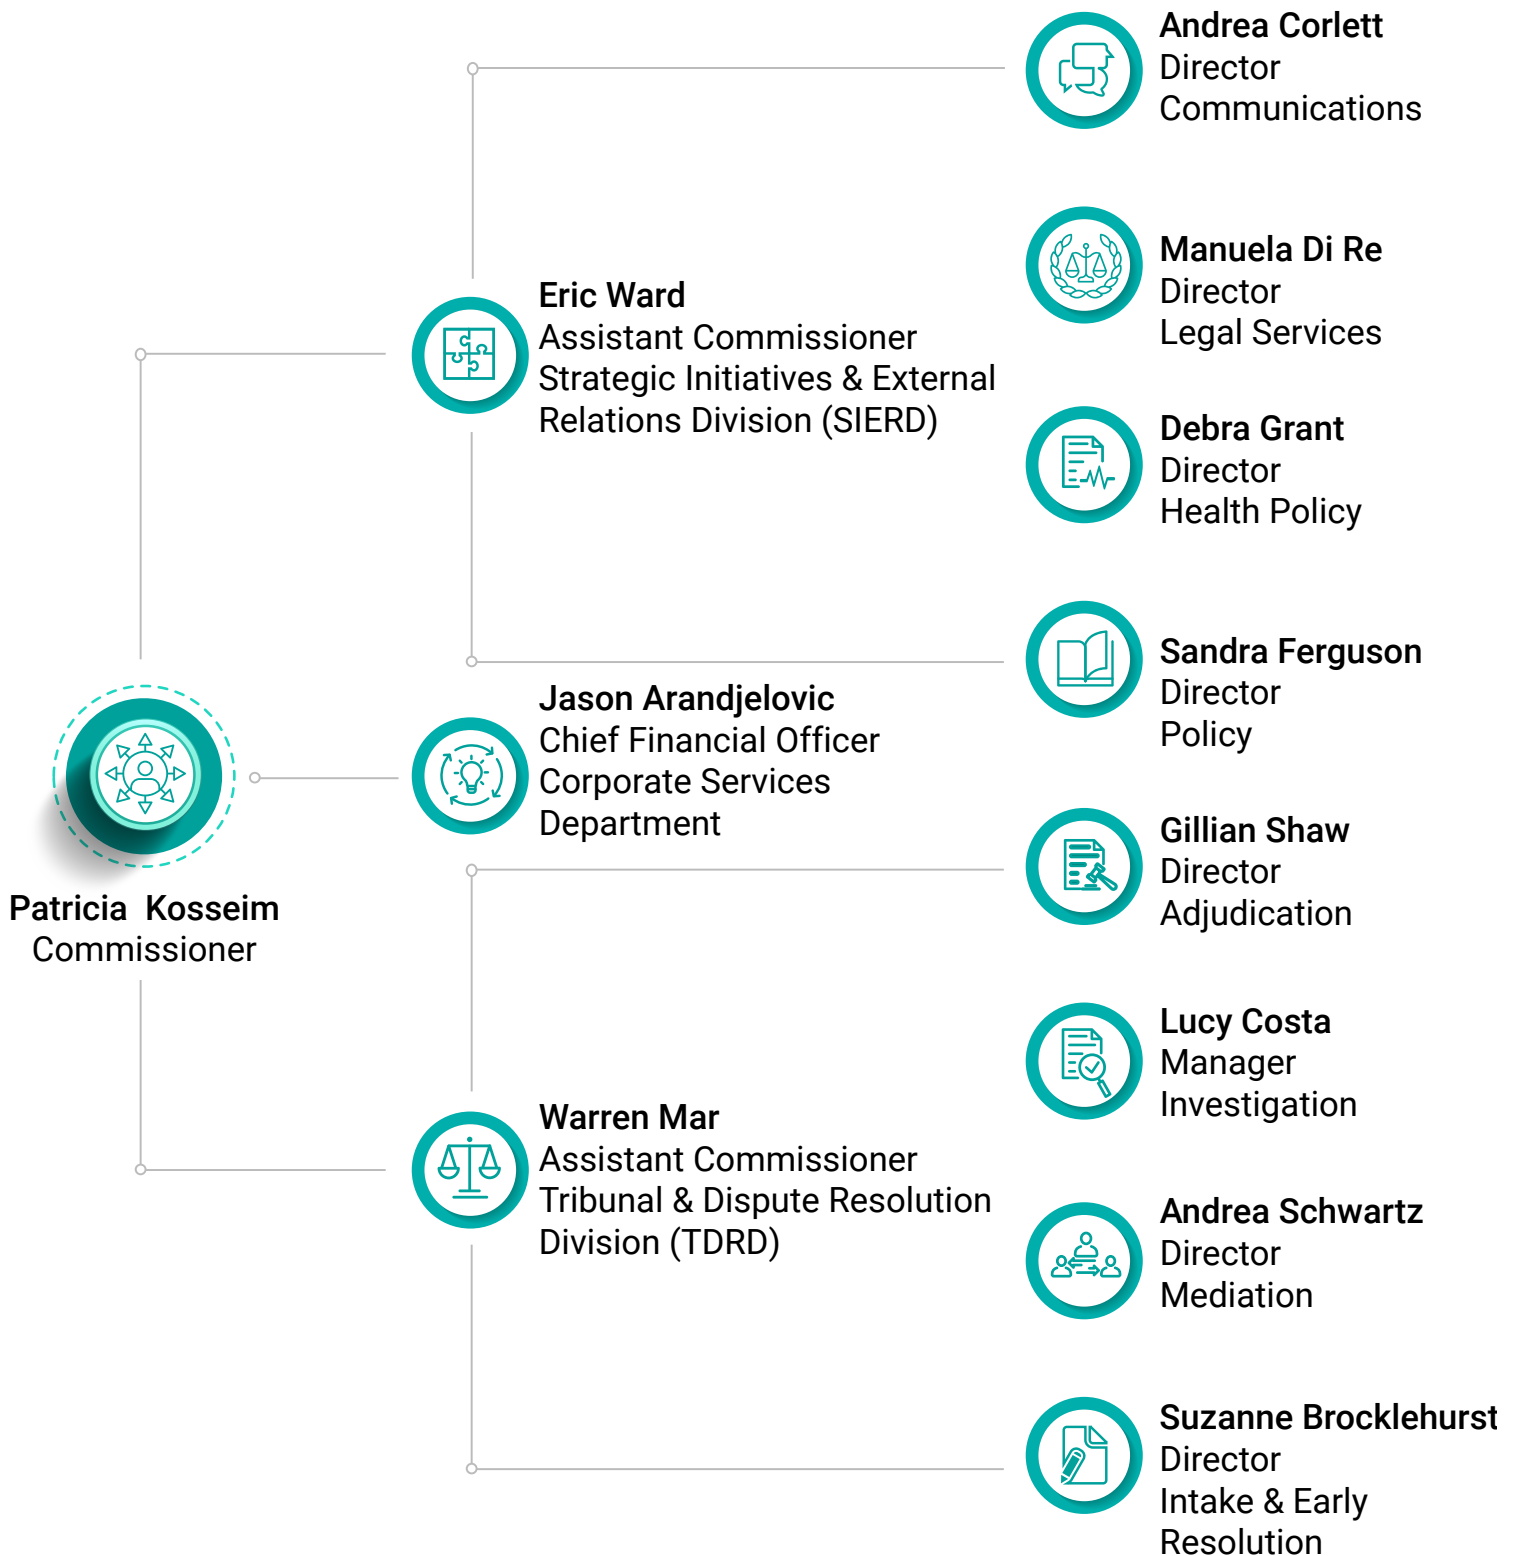 Andrea Corlett
Director
Communications
Manuela Di Re
Director
Legal Services
Eric Ward
Assistant Commissioner
Strategic Initiatives & External
Relations Division (SIERD)
Debra Grant
Director
Health Policy
Sandra Ferguson
Director
Policy
Jason Arandjelovic
Chief Financial Officer
Corporate Services
Department
Gillian Shaw
Director
Adjudication
Patricia  Kosseim
Commissioner
Lucy Costa
Manager
Investigation
Warren Mar
Assistant Commissioner
Tribunal & Dispute Resolution
Division (TDRD)
Andrea Schwartz
Director
Mediation
Suzanne Brocklehurst
Director
Intake & Early
Resolution